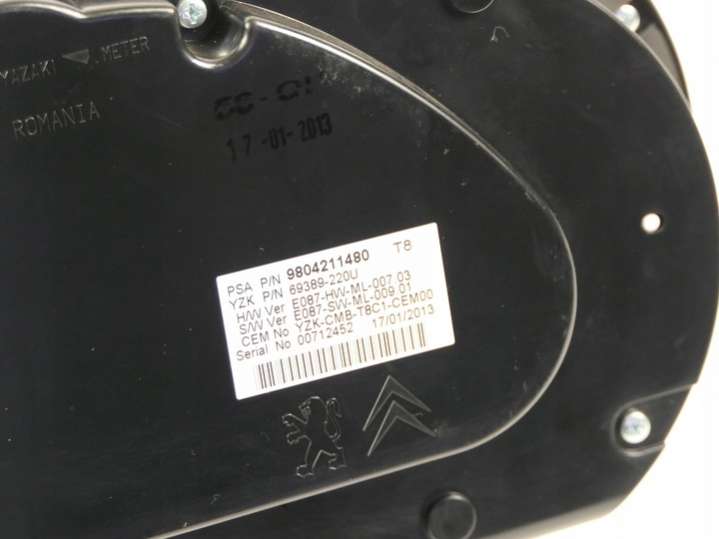 MAZAKI METER
ROMANIA
17-01-2013
PSA P/N 9804211480 T8
YZK P/N 69389-220U
H/W Ver E087-HW-ML-007 03
S/W Ver E087-SW-ML-009.01
CEM No YZK-CMB-T8C1-CEM00
Serial No 00712452 17/01/2013